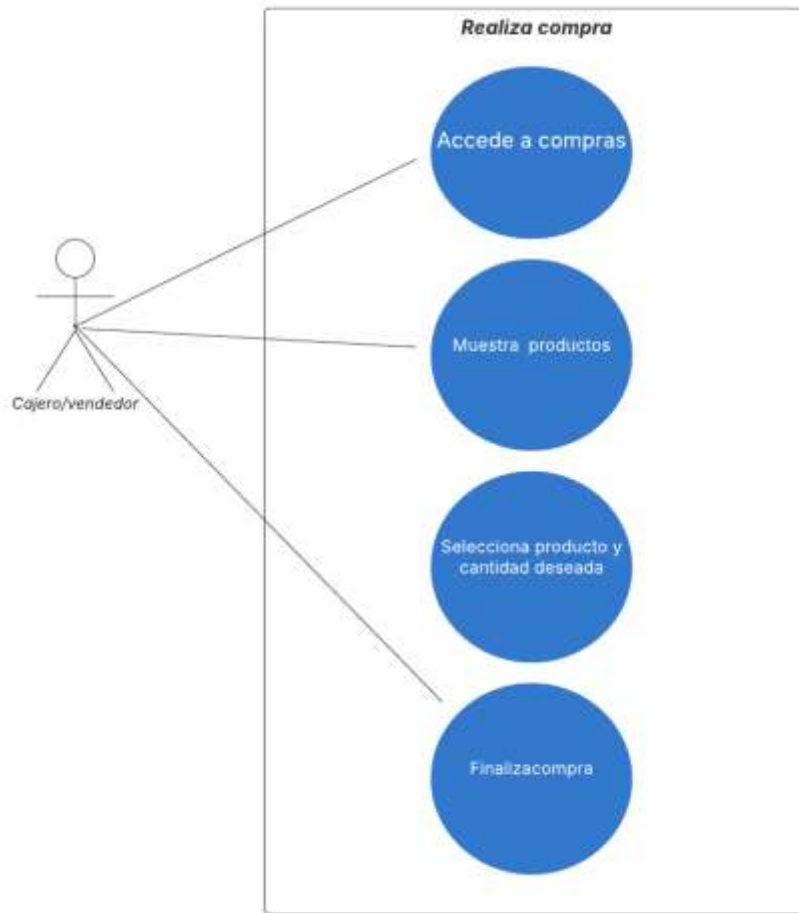 Realiza compra
Accede a compras
Muestra productos
Cajero/vendedor
Selecciona producto y
cantidad deseada
Finalizacompra